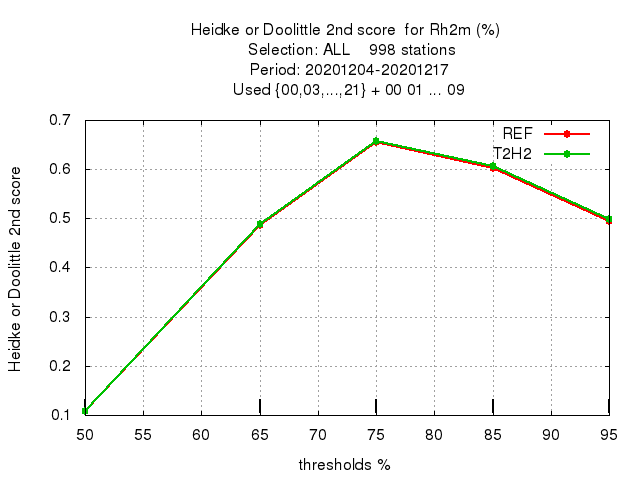 Heidke or Doolittle 2nd score  for Rh2m (%)
Selection: ALL    998 stations
Period: 20201204-20201217
Used {00,03,...,21} + 00 01 ... 09
REF
T2H2
Heidke or Doolittle 2nd score
0.7
0.6
0.5
0.4
0.3
0.2
0.1
50 55 60 65 70 75 80 85 90 95
thresholds %